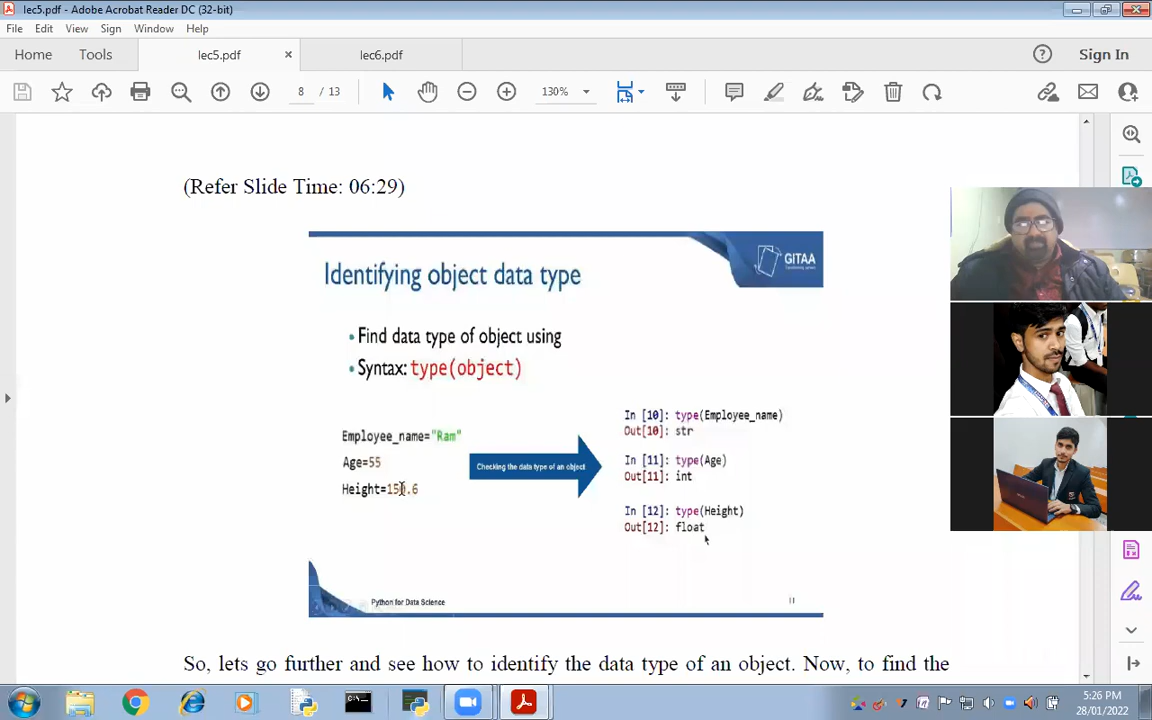 lec5.pdf - Adobe Acrobat Reader DC (32-bit)
File Edit View Sign Window Help
Home Tools lec5.pdf lec6.pdf Sign In
8 / 13 130%
(Refer Slide Time: 06:29)
GITAA
Identifying object data type
• Find data type of object using
• Syntax: type(object)
Employee_name="Ram"
Age=55
Height=
.6
Checking the data type of an object
In [10]: type(Employee_name)
Out[10]: str
In [11]: type(Age)
Out[11]: int
In [12]: type(Height)
Out[12]: float
Python for Data Science
11
So, lets go further and see how to identify the data type of an object. Now, to find the
5:26 PM
28/01/2022